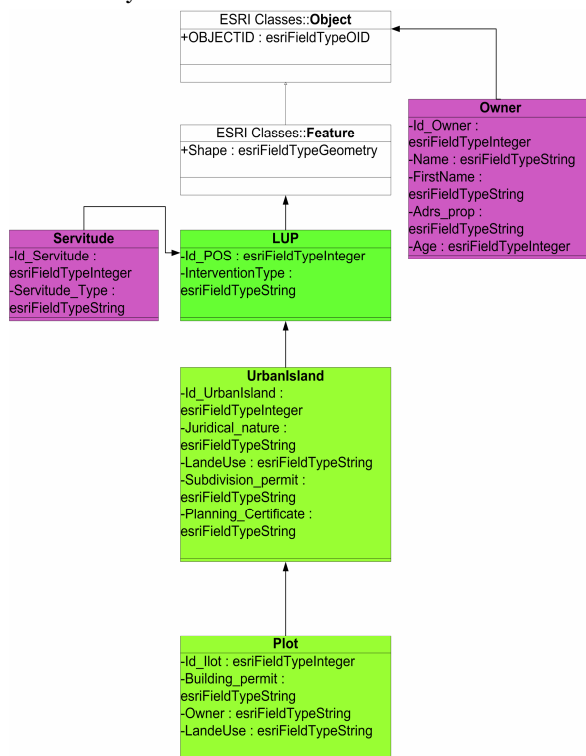 ESRI Classes::Object
+OBJECTID : esriFieldTypeOID
ESRI Classes::Feature
+Shape : esriFieldTypeGeometry
Owner
-Id_Owner :
esriFieldTypeInteger
-Name : esriFieldTypeString
-FirstName :
esriFieldTypeString
-Adrs_prop :
esriFieldTypeString
-Age : esriFieldTypeInteger
Servitude
-Id_Servitude :
esriFieldTypeInteger
-Servitude_Type :
esriFieldTypeString
LUP
-Id_POS : esriFieldTypeInteger
-InterventionType :
esriFieldTypeString
UrbanIsland
-Id_UrbanIsland :
esriFieldTypeInteger
-Juridical_nature :
esriFieldTypeString
-LandeUse : esriFieldTypeString
-Subdivision_permit :
esriFieldTypeString
-Planning_Certificate :
esriFieldTypeString
Plot
-Id_Ilot : esriFieldTypeInteger
-Building_permit :
esriFieldTypeString
-Owner : esriFieldTypeString
-LandeUse : esriFieldTypeString